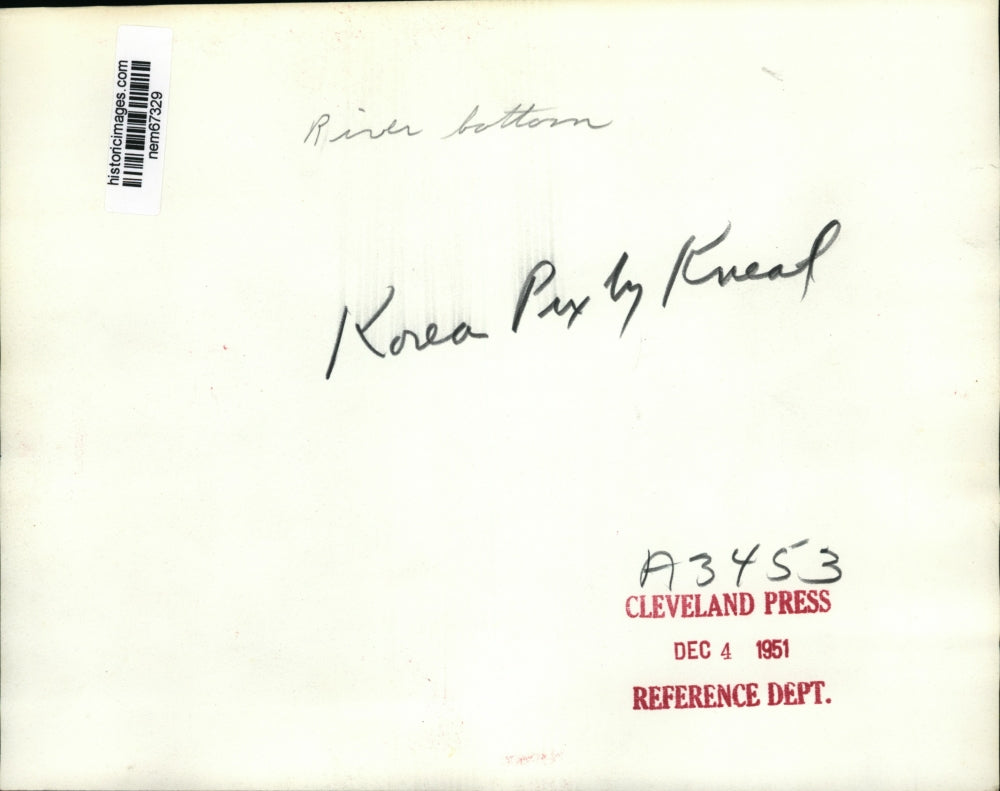 historicimages.com
nem67329
River bottom
Korea Pix by Kneal
A3453
CLEVELAND PRESS
DEC 4 1951
REFERENCE DEPT.